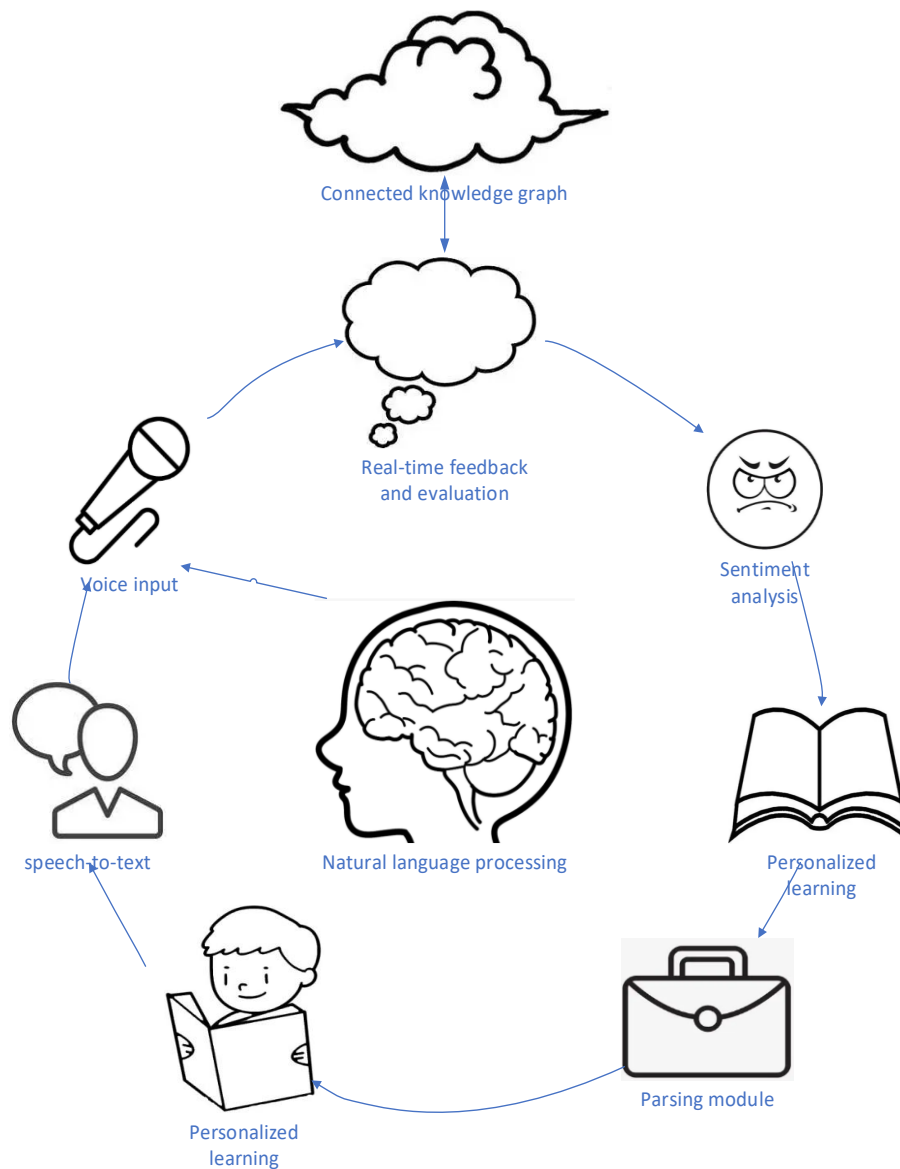 Connected knowledge graph
Real-time feedback
and evaluation
Voice input
Sentiment
analysis
speech-to-text
Natural language processing
Personalized
learning
Parsing module
Personalized
learning